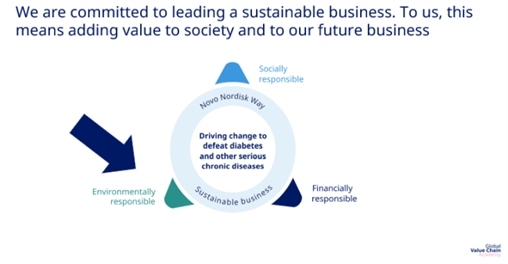 We are committed to leading a sustainable business. To us, this
means adding value to society and to our future business
Socially
responsible
Novo Nordisk Way
Driving change to
defeat diabetes
and other serious
chronic diseases
Sustainable business
Environmentally
responsible
Financially
responsible
Global
Value Chain
Academy